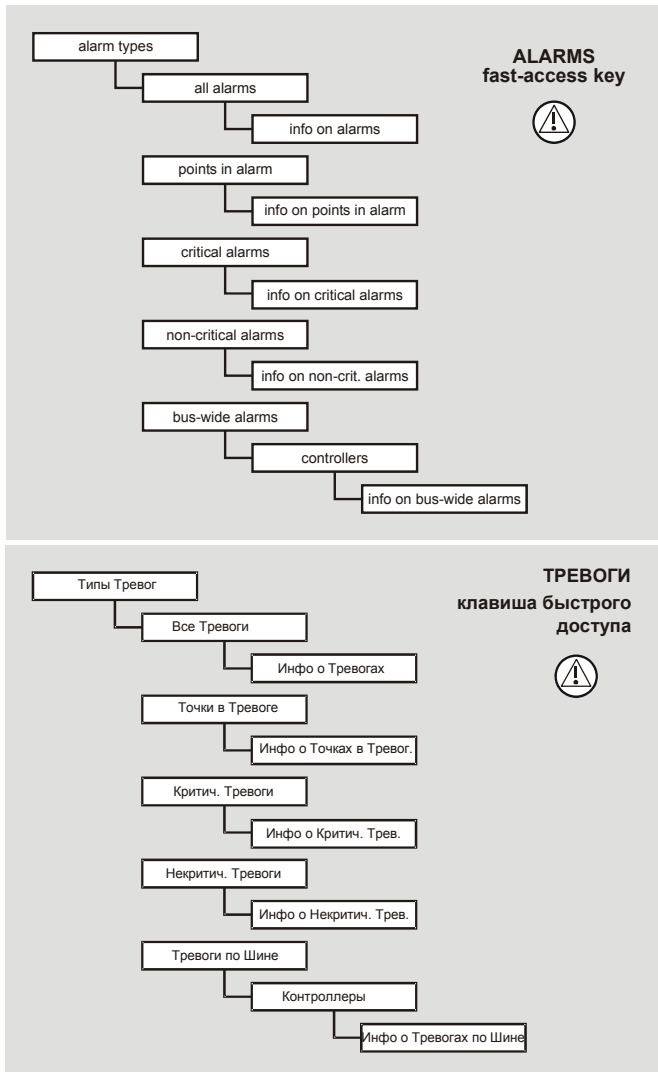 alarm types
ALARMS
fast-access key
all alarms
info on alarms
points in alarm
info on points in alarm
critical alarms
info on critical alarms
non-critical alarms
info on non-crit. alarms
bus-wide alarms
controllers
info on bus-wide alarms
Типы Тревог
ТРЕВОГИ
клавиша быстрого
доступа
Все Тревоги
Инфо о Тревогах
Точки в Тревоге
Инфо о Точках в Тревог.
Критич. Тревоги
Инфо о Критич. Трев.
Некритич. Тревоги
Инфо о Некритич. Трев.
Тревоги по Шине
Контроллеры
Инфо о Тревогах по Шине